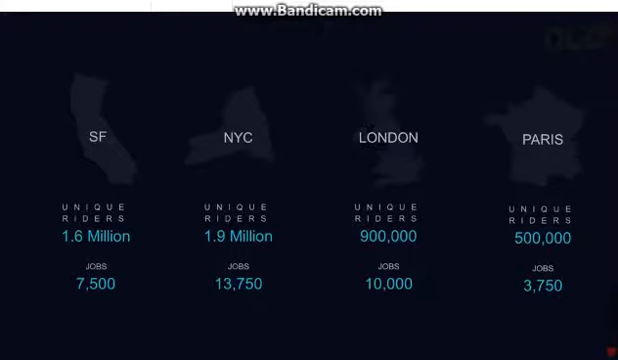 www.Bandicam.com
SF NYC LONDON PARIS
UNIQUE RIDERS UNIQUE RIDERS UNIQUE RIDERS UNIQUE RIDERS
1.6 Million 1.9 Million 900,000 500,000
JOBS JOBS JOBS JOBS
7,500 13,750 10,000 3,750